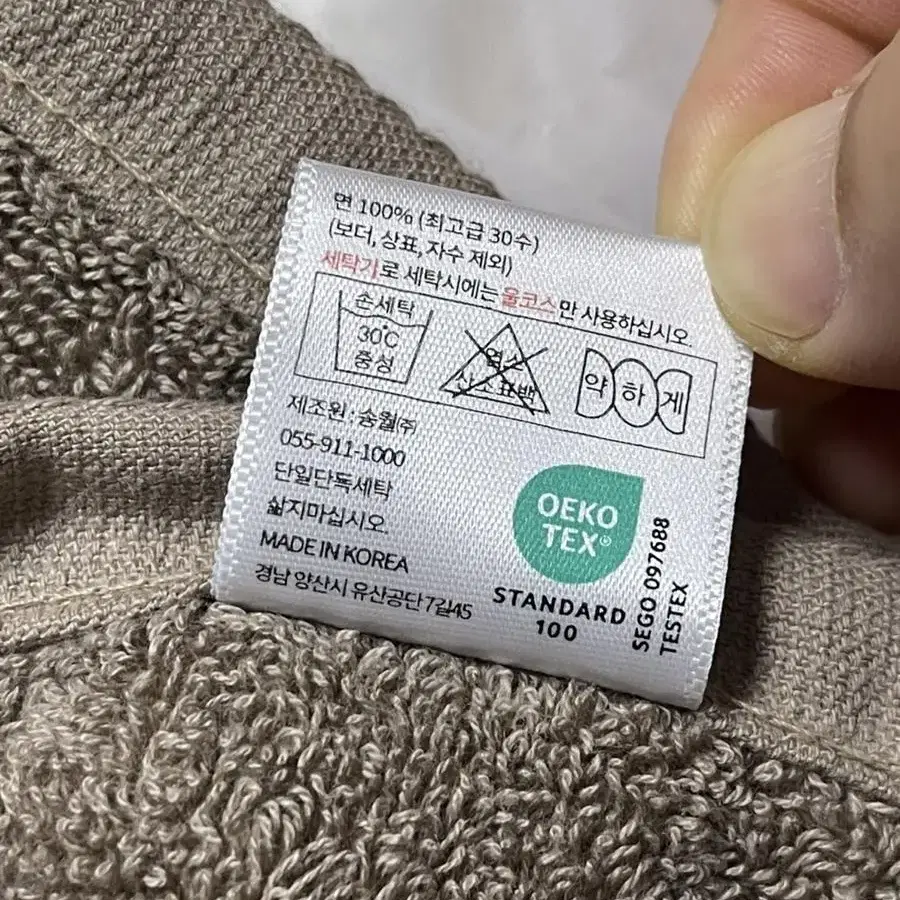 면 100% (최고급 30수)
(보더, 상표, 자수 제외)
세탁기로 세탁시에는 울코스만 사용하십시오.
손세탁
30℃
중성
염소
산소표백
약하게
제조원 : 송월㈜
055-911-1000
단일단독세탁
삶지마십시오.
MADE IN KOREA
경남 양산시 유산공단 7길45
OEKO
TEX®
STANDARD
100
SEGO 097688
TESTEX